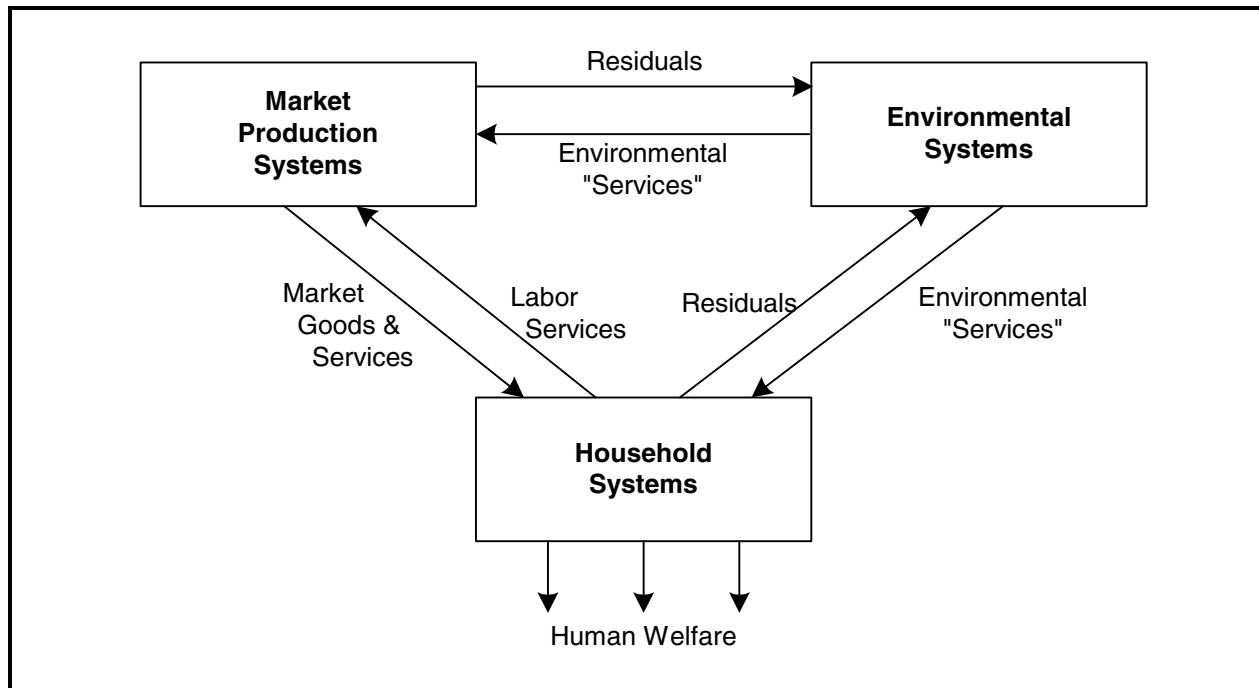 Residuals
Market
Production
Systems
Environmental
Systems
Environmental
"Services"
Market
Goods &
Services
Labor
Services
Residuals
Environmental
"Services"
Household
Systems
Human Welfare